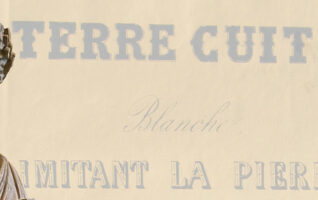 TERRE CUIT
Blanche
IMITANT LA PIER